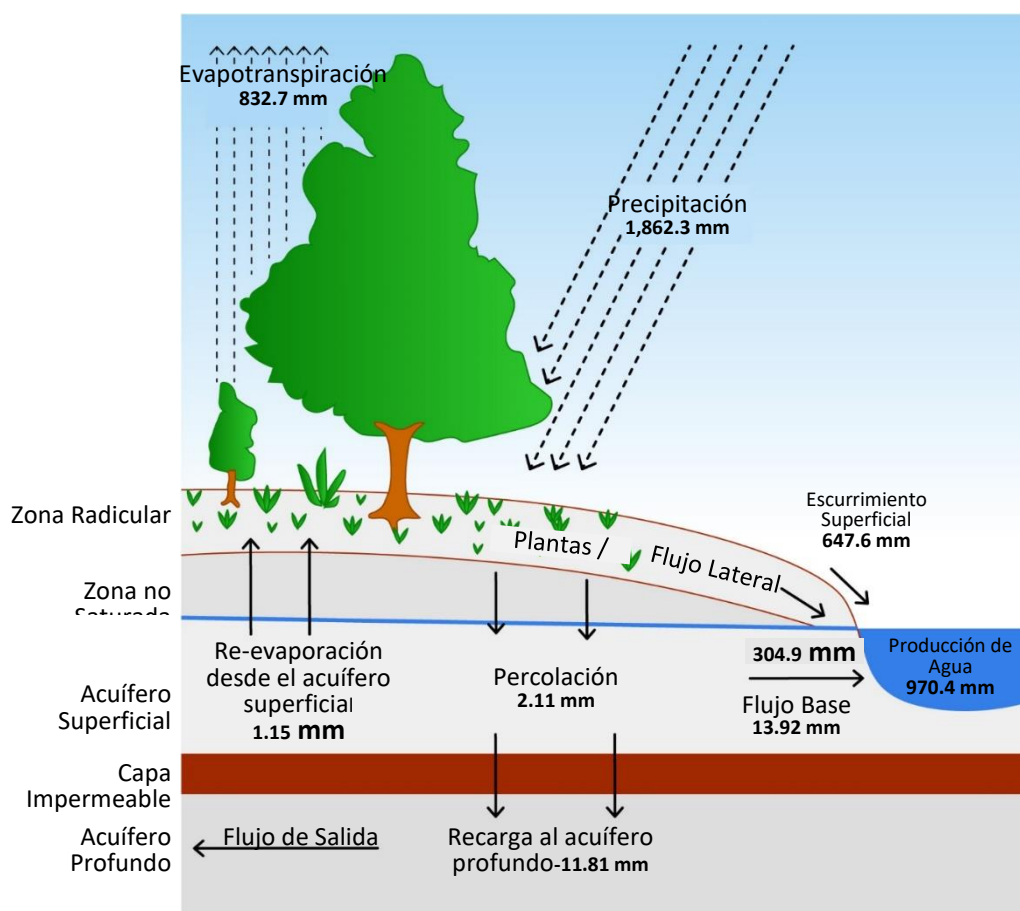 Evapotranspiración
832.7 mm
Precipitación
1,862.3 mm
Zona Radicular
Escurrimiento
Superficial
647.6 mm
Plantas /
Flujo Lateral
Zona no
Saturada
Re-evaporación
desde el acuífero
superficial
1.15 mm
Percolación
2.11 mm
304.9 mm
Flujo Base
13.92 mm
Producción de
Agua
970.4 mm
Acuífero
Superficial
Capa
Impermeable
Acuífero
Profundo
Flujo de Salida
Recarga al acuífero
profundo-11.81 mm